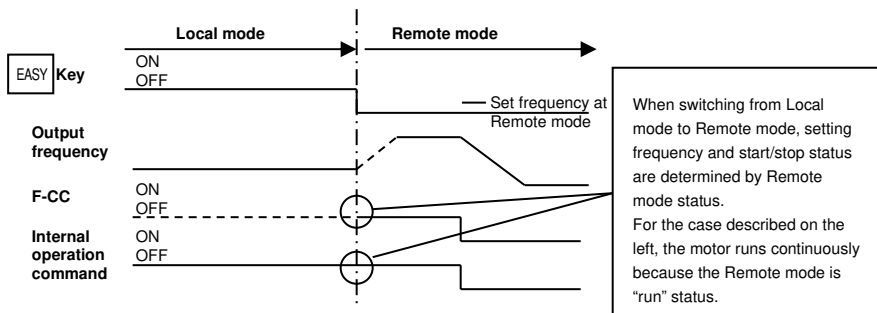 Local mode
Remote mode
ON
OFF
EASY Key
Set frequency at
Remote mode
Output
frequency
F-CC
ON
OFF
Internal
operation
command
ON
OFF
When switching from Local
mode to Remote mode, setting
frequency and start/stop status
are determined by Remote
mode status.
For the case described on the
left, the motor runs continuously
because the Remote mode is
“run” status.